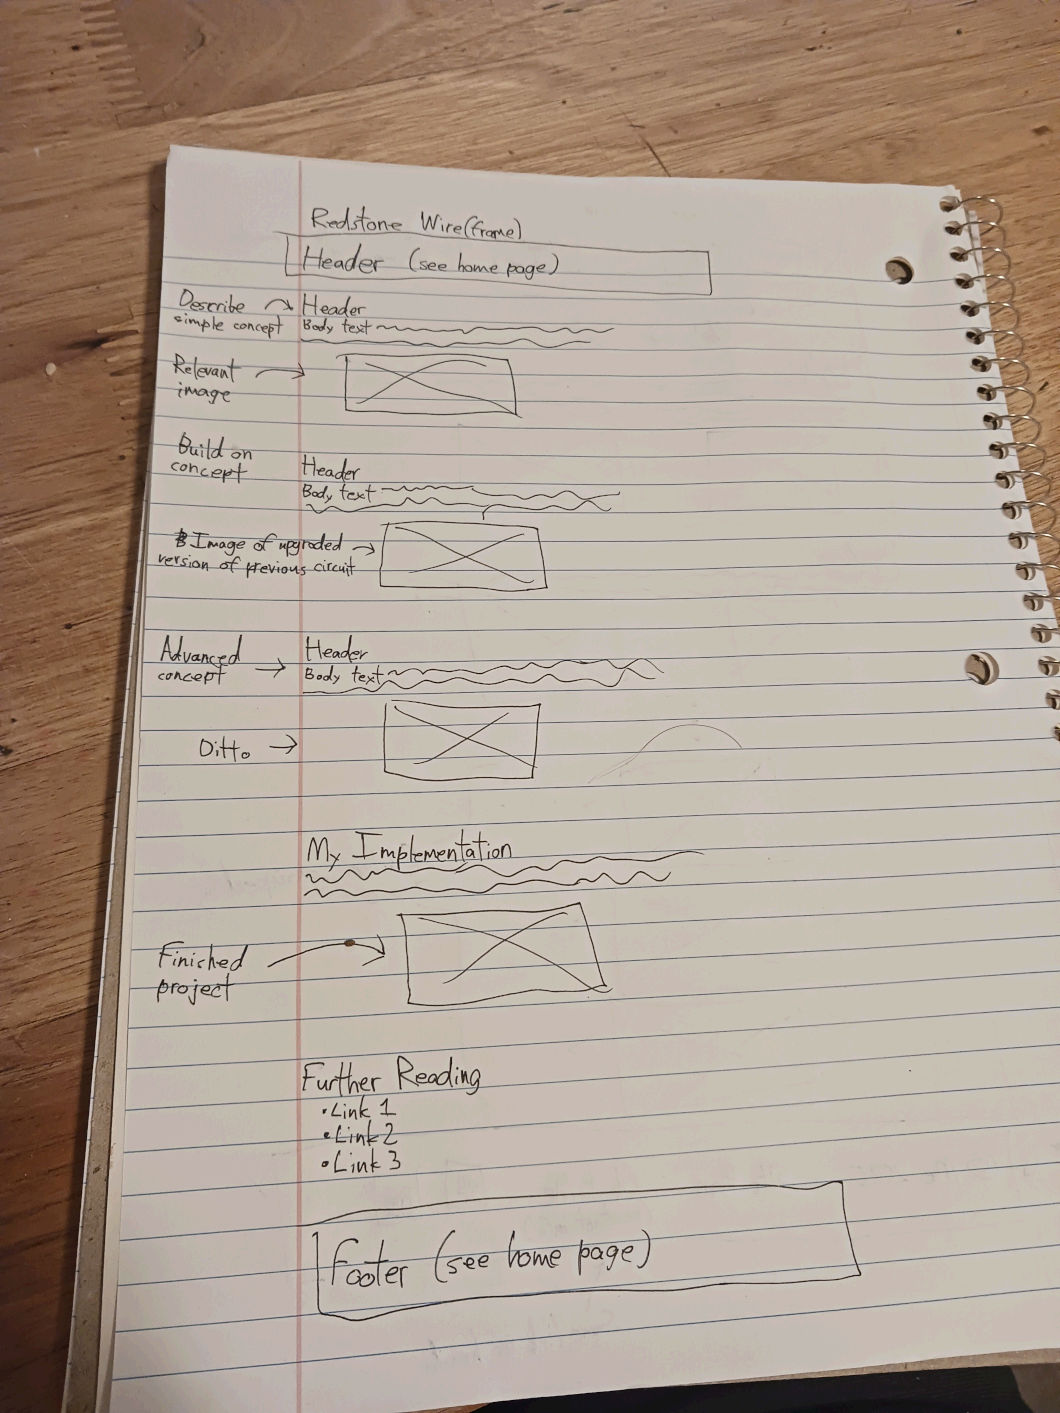 Redstone Wire(frame)
Header (see home page)
Describe
simple concept
Header
Body text
Relevant
image
Build on
concept
Header
Body text
Image of upgraded
version of previous circuit
Advanced
concept
Header
Body text
Ditto
My Implementation
Finished
project
Further Reading
• Link 1
• Link 2
• Link 3
Footer (see home page)